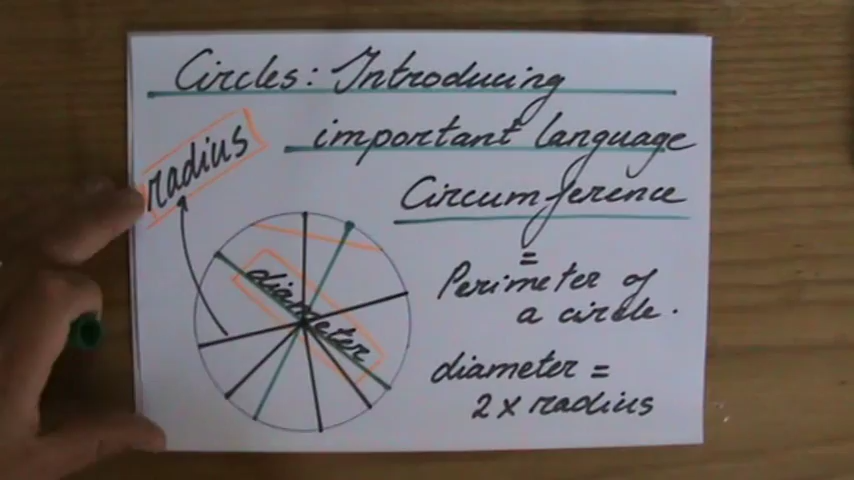 Circles: Introducing
important language
radius
Circumference
=
Perimeter of
a circle.
diameter
diameter =
2 x radius